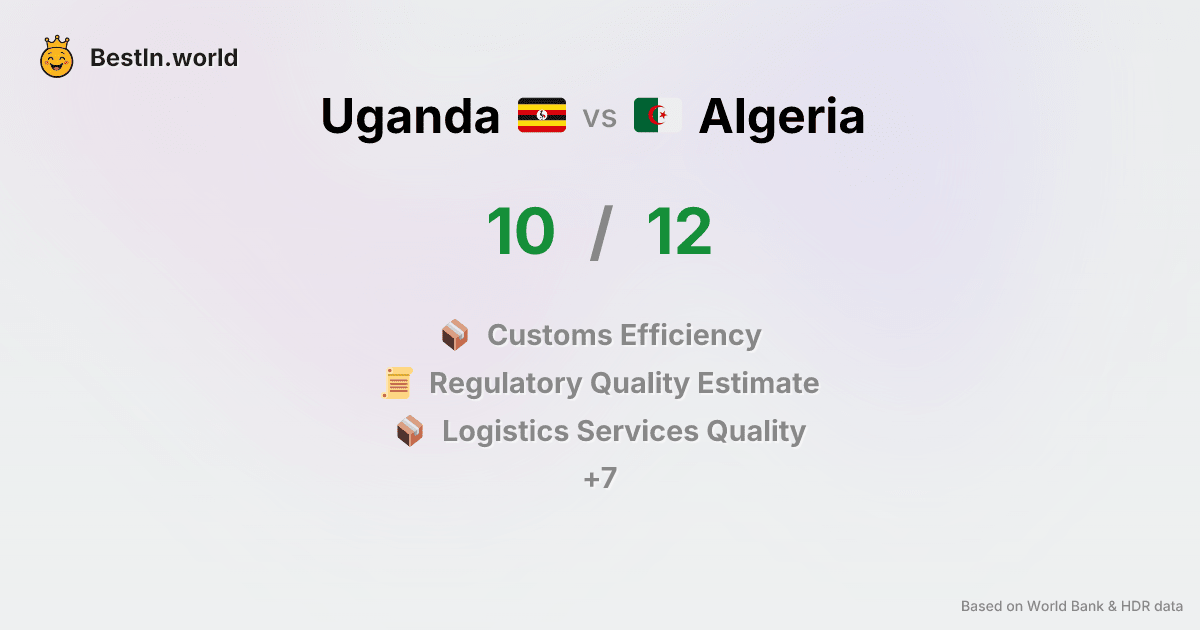 BestIn.world
Uganda vs Algeria
10 / 12
Customs Efficiency
Regulatory Quality Estimate
Logistics Services Quality
+7
Based on World Bank & HDR data